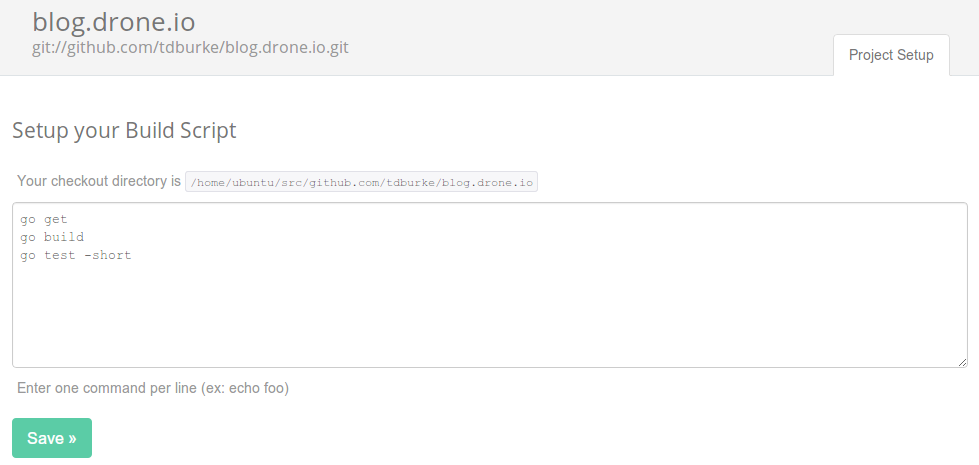 blog.drone.io
git://github.com/tdburke/blog.drone.io.git
Project Setup
Setup your Build Script
Your checkout directory is /home/ubuntu/src/github.com/tdburke/blog.drone.io
go get
go build
go test -short
Enter one command per line (ex: echo foo)
Save »